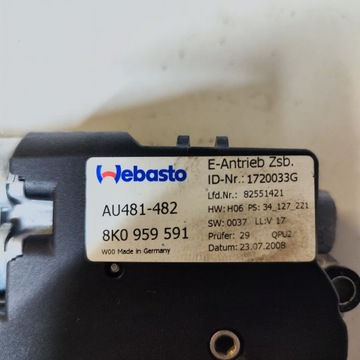 Webasto
AU481-482
8K0 959 591
W00 Made in Germany
E-Antrieb Zsb.
ID-Nr.: 1720033G
Lfd.Nr.: 82551421
HW: H06 PS: 34_127_221
SW: 0037 LL:V 17
Prüfer: 29 QPU2
Datum: 23.07.2008